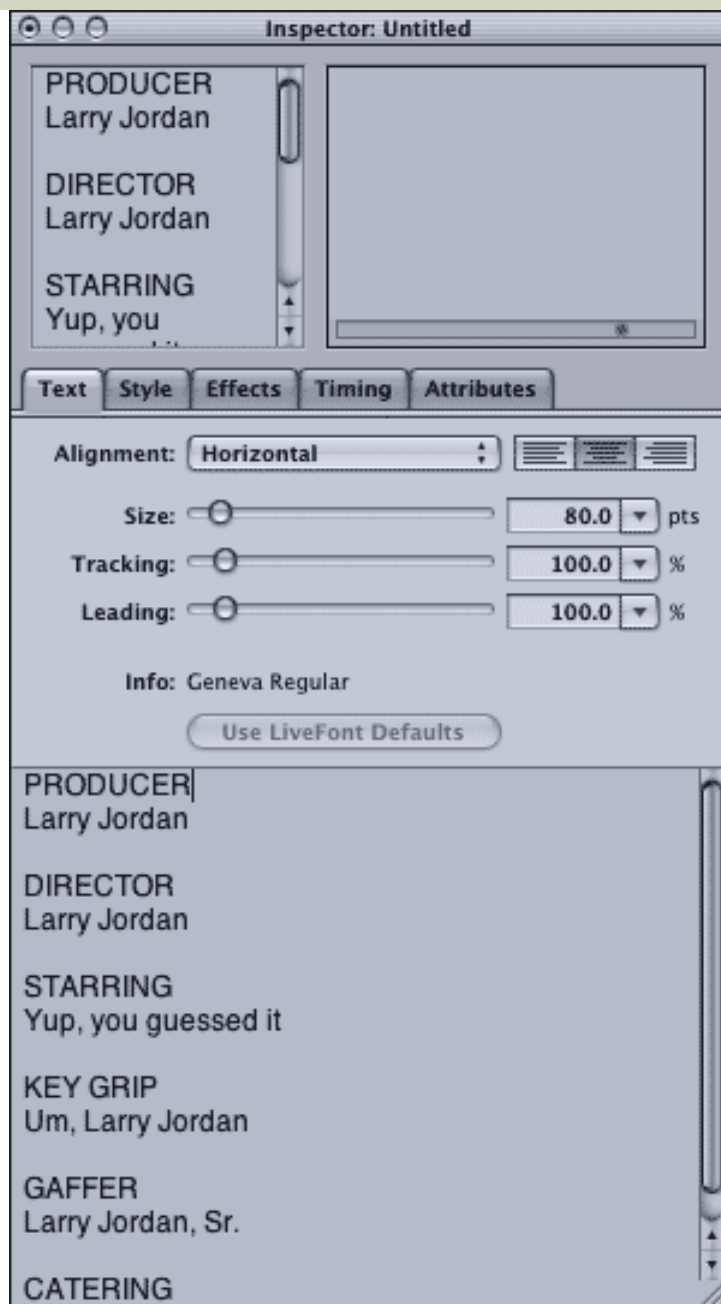 Inspector: Untitled
PRODUCER
Larry Jordan
DIRECTOR
Larry Jordan
STARRING
Yup, you
Text Style Effects Timing Attributes
Alignment: Horizontal
Size: 80.0 pts
Tracking: 100.0 %
Leading: 100.0 %
Info: Geneva Regular
Use LiveFont Defaults
PRODUCER
Larry Jordan
DIRECTOR
Larry Jordan
STARRING
Yup, you guessed it
KEY GRIP
Um, Larry Jordan
GAFFER
Larry Jordan, Sr.
CATERING